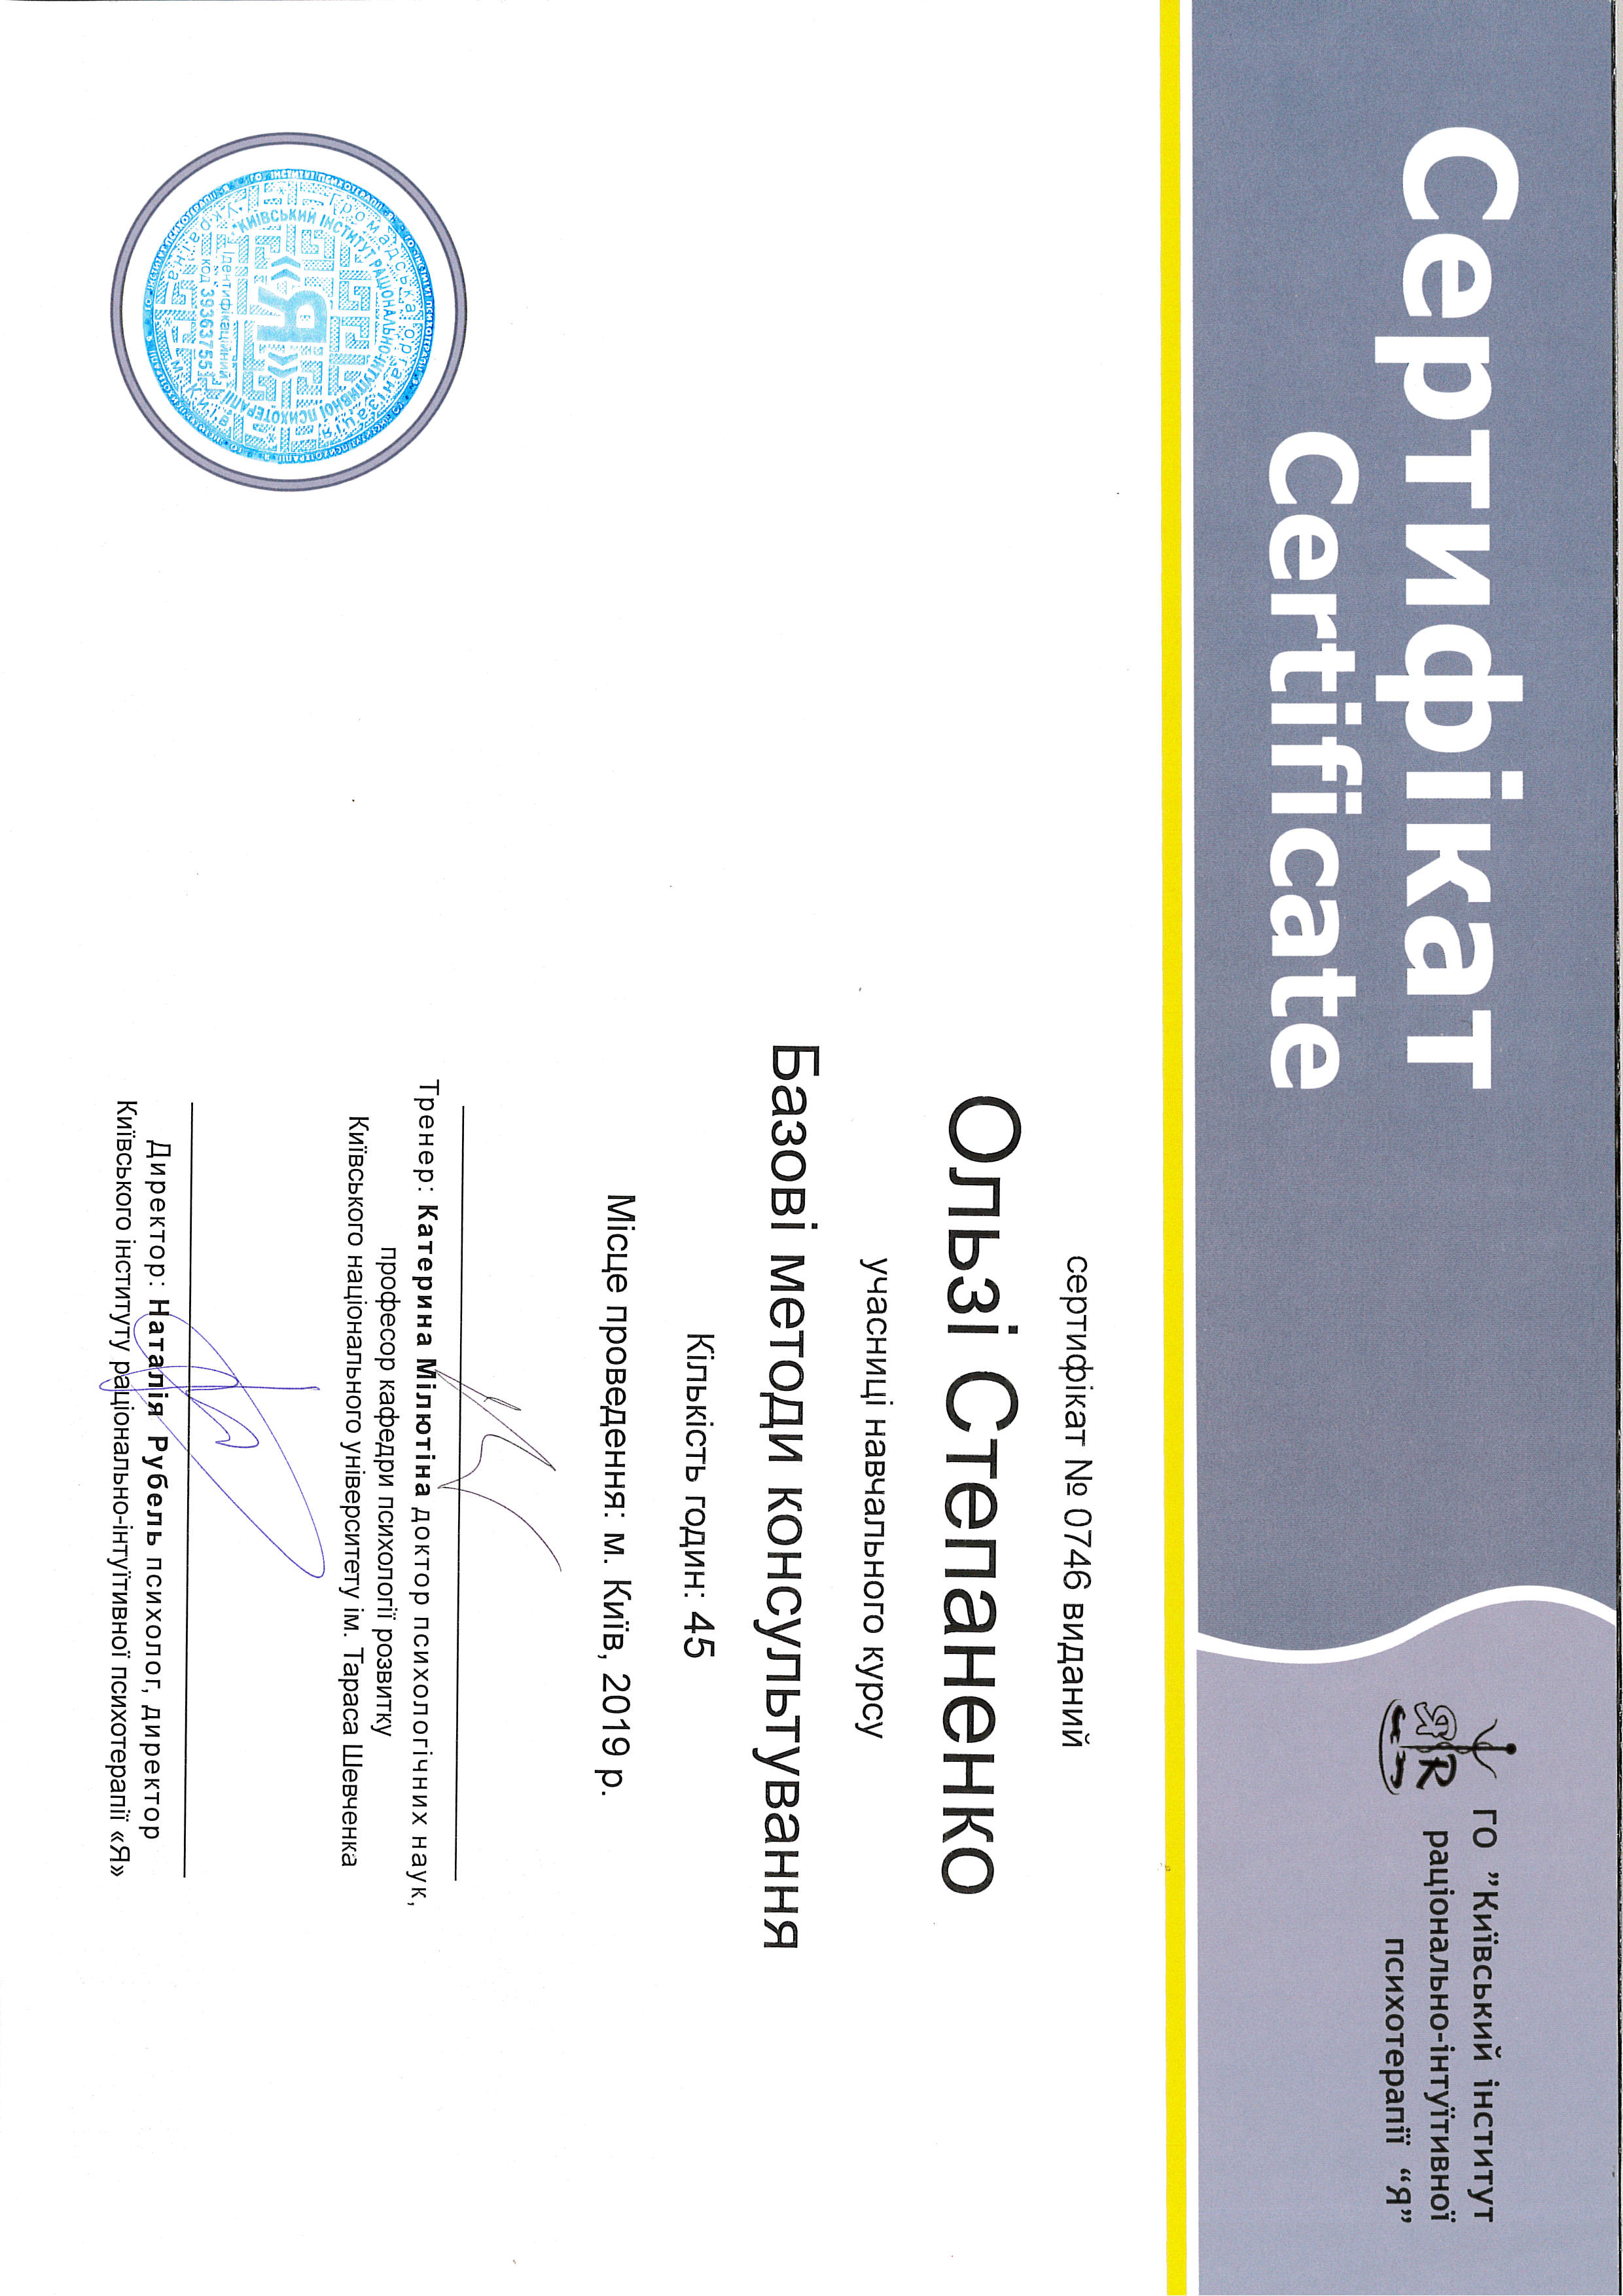 Сертифікат
Certificate
ГО ”Київський інститут
раціонально-інтуїтивної
психотерапії “Я”
сертифікат № 0746 виданий
Ользі Степаненко
учасниці навчального курсу
Базові методи консультування
Кількість годин: 45
Місце проведення: м. Київ, 2019 р.
Тренер: Катерина Мілютіна доктор психологічних наук,
професор кафедри психології розвитку
Київського національного університету ім. Тараса Шевченка
Директор: Наталія Рубель психолог, директор
Київського інституту раціонально-інтуїтивної психотерапії «Я»
Громадська організація
КИЇВСЬКИЙ ІНСТИТУТ РАЦІОНАЛЬНО-ІНТУЇТИВНОЇ ПСИХОТЕРАПІЇ
«Я»
Ідентифікаційний
код 39363755
Україна * м. Київ